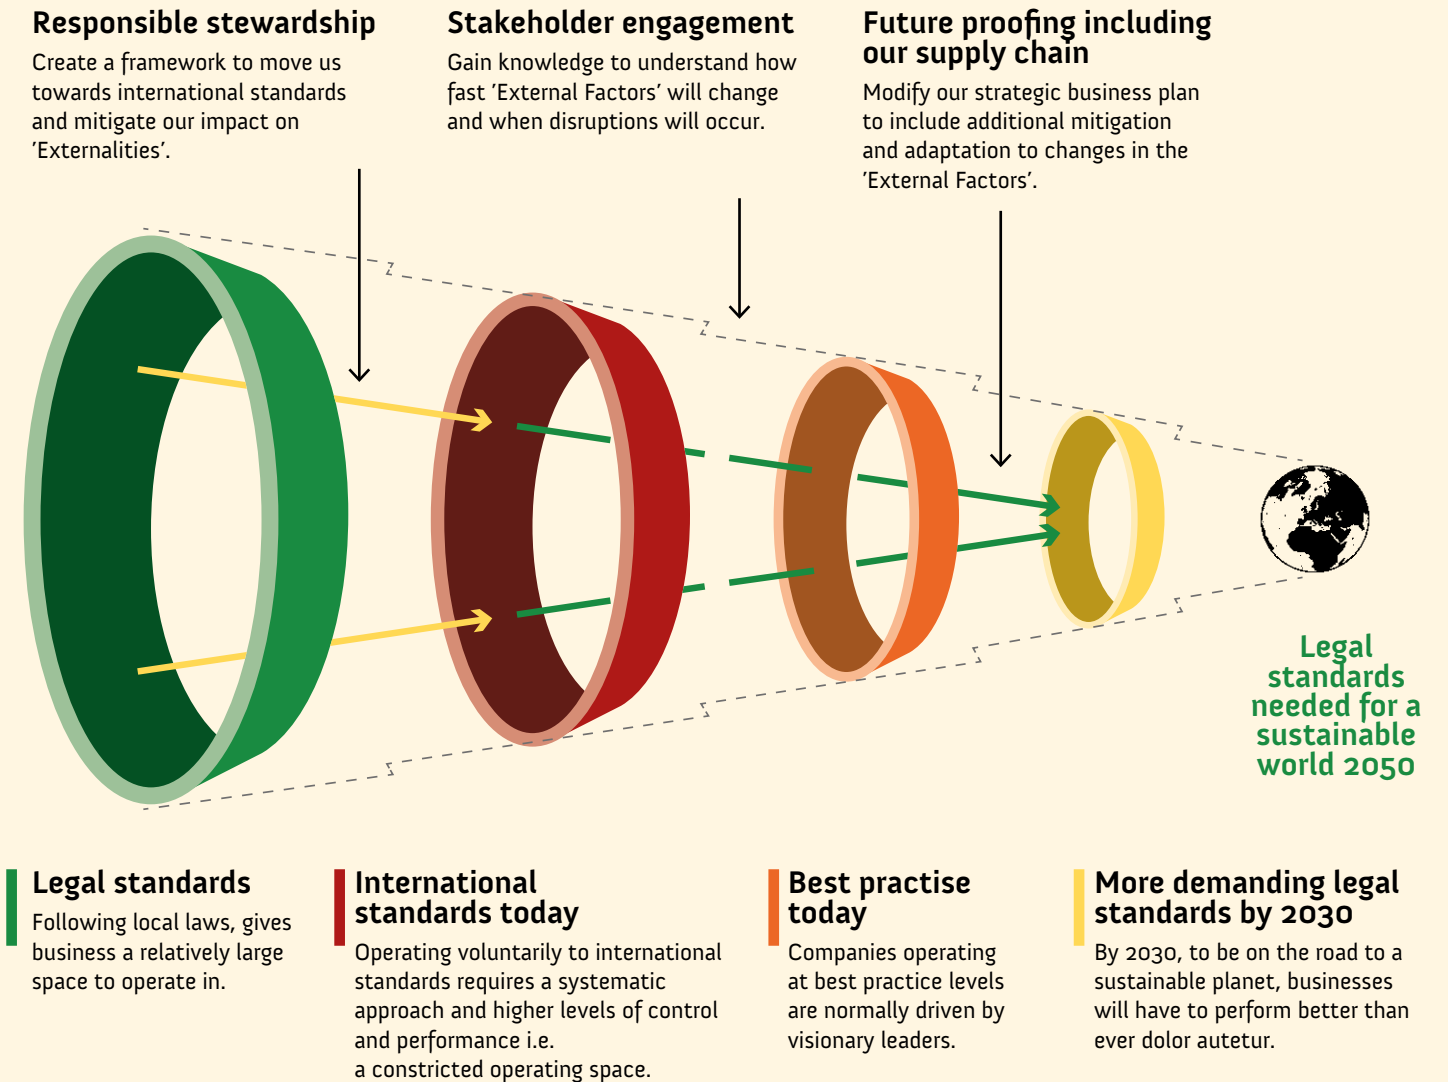 Responsible stewardship
Create a framework to move us
towards international standards
and mitigate our impact on
’Externalities’.
Stakeholder engagement
Gain knowledge to understand how
fast ’External Factors’ will change
and when disruptions will occur.
Future proofing including
our supply chain
Modify our strategic business plan
to include additional mitigation
and adaptation to changes in the
’External Factors’.
Legal
standards
needed for a
sustainable
world 2050
Legal standards
Following local laws, gives
business a relatively large
space to operate in.
International
standards today
Operating voluntarily to international
standards requires a systematic
approach and higher levels of control
and performance i.e.
a constricted operating space.
Best practise
today
Companies operating
at best practice levels
are normally driven by
visionary leaders.
More demanding legal
standards by 2030
By 2030, to be on the road to a
sustainable planet, businesses
will have to perform better than
ever dolor autetur.